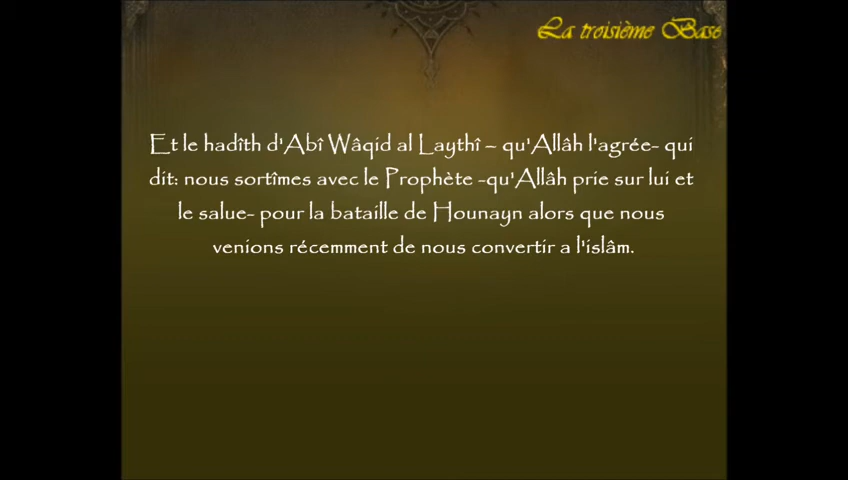 La troisième Base
Et le hadîth d'Abî Wâqid al Laythî – qu'Allâh l'agrée- qui
dit: nous sortîmes avec le Prophète -qu'Allâh prie sur lui et
le salue- pour la bataille de Hounayn alors que nous
venions récemment de nous convertir a l'islâm.